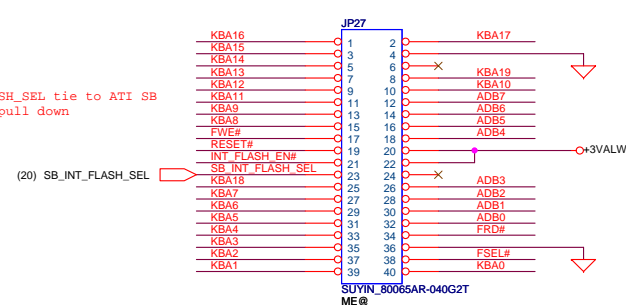 JP27
KBA16 1 2 KBA17
KBA15 3 4
KBA14 5 6
KBA13 7 8 KBA19
KBA12 9 10 KBA10
KBA11 11 12 ADB7
KBA9 13 14 ADB6
KBA8 15 16 ADB5
FWE# 17 18 ADB4
RESET# 19 20 +3VALW
INT_FLASH_EN# 21 22
(20) SB_INT_FLASH_SEL SB_INT_FLASH_SEL 23 24
KBA18 25 26 ADB3
KBA7 27 28 ADB2
KBA6 29 30 ADB1
KBA5 31 32 ADB0
KBA4 33 34 FRD#
KBA3 35 36
KBA2 37 38 FSEL#
KBA1 39 40 KBA0
SUYIN_80065AR-040G2T
ME@
SH_SEL tie to ATI SB
pull down